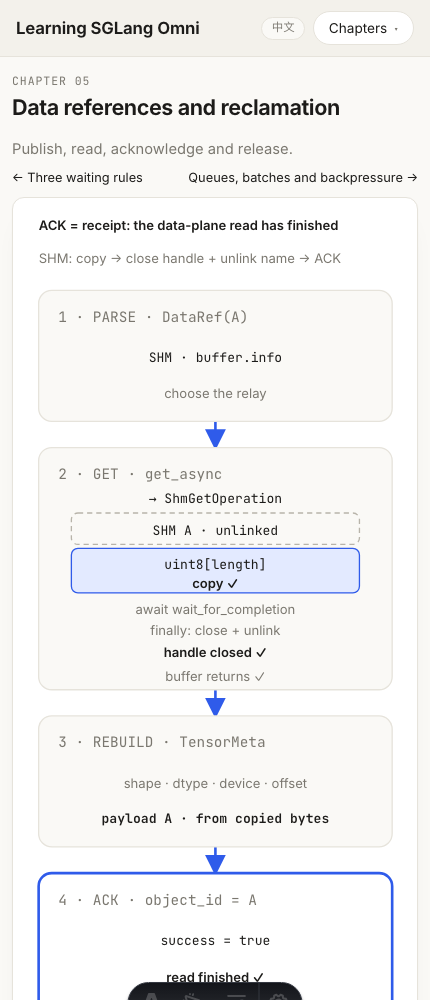 Learning SGLang Omni
中文
Chapters ·
CHAPTER 05
Data references and reclamation
Publish, read, acknowledge and release.
← Three waiting rules
Queues, batches and backpressure →
ACK = receipt: the data-plane read has finished
SHM: copy → close handle + unlink name → ACK
1 · PARSE · DataRef(A)
SHM · buffer.info
choose the relay
2 · GET · get_async
→ ShmGetOperation
SHM A · unlinked
uint8[length]
copy ✓
await wait_for_completion
finally: close + unlink
handle closed ✓
buffer returns ✓
3 · REBUILD · TensorMeta
shape · dtype · device · offset
payload A · from copied bytes
4 · ACK · object_id = A
success = true
read finished ✓